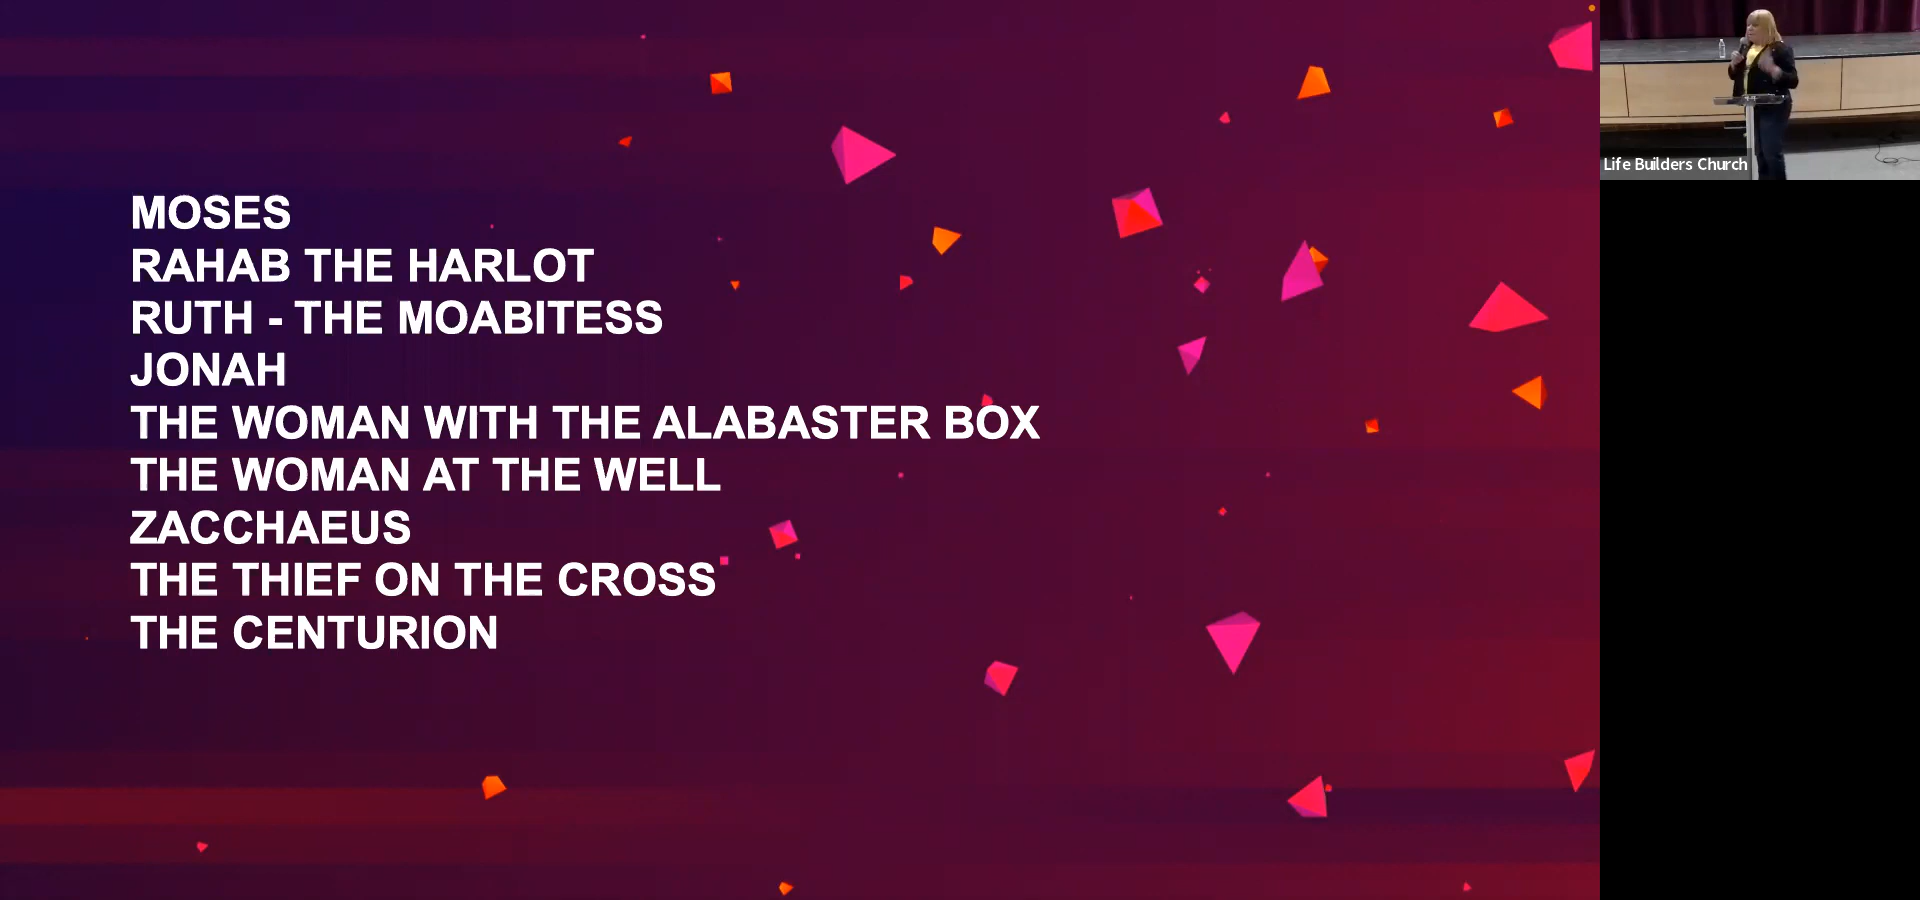 MOSES
RAHAB THE HARLOT
RUTH - THE MOABITESS
JONAH
THE WOMAN WITH THE ALABASTER BOX
THE WOMAN AT THE WELL
ZACCHAEUS
THE THIEF ON THE CROSS
THE CENTURION
Life Builders Church